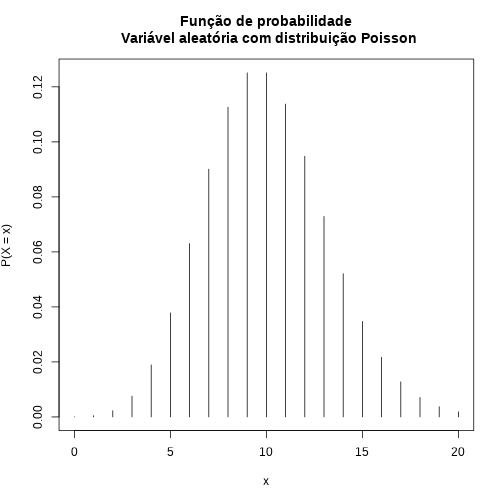 Função de probabilidade
Variável aleatória com distribuição Poisson
P(X = x)
0.12
0.10
0.08
0.06
0.04
0.02
0.00
0 5 10 15 20
x